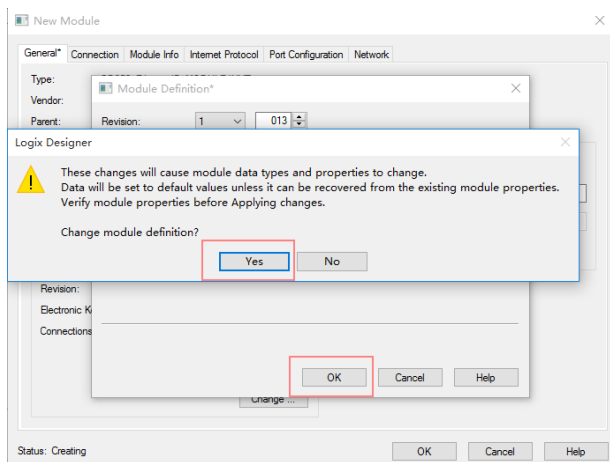 New Module
General* Connection Module Info Internet Protocol Port Configuration Network
Type:
Module Definition*
Vendor:
Parent:
Revision: 1 013
Logix Designer
These changes will cause module data types and properties to change.
Data will be set to default values unless it can be recovered from the existing module properties.
Verify module properties before Applying changes.
Change module definition?
Yes No
Revision:
Electronic K
Connections
OK Cancel Help
Change ...
Status: Creating
OK Cancel Help